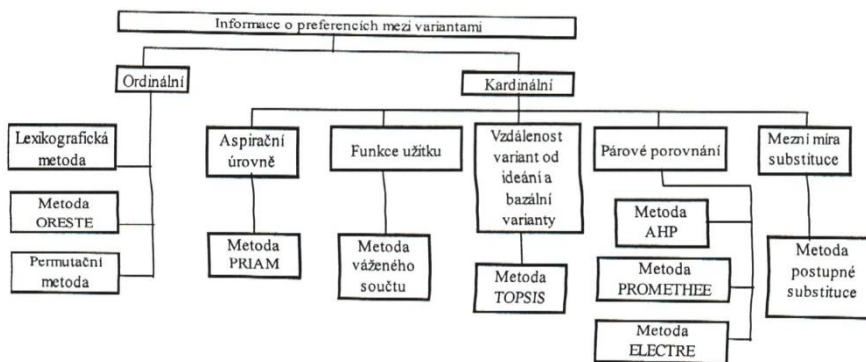 Informace o preferencích mezi variantami
Ordinální
Kardinální
Lexikografická
metoda
Metoda
ORESTE
Permutační
metoda
Aspirační
úrovně
Metoda
PRIAM
Funkce užitku
Metoda
váženého
součtu
Vzdálenost
variant od
ideání a
bazální
varianty
Metoda
TOPSIS
Párové porovnání
Metoda
AHP
Metoda
PROMETHEE
Metoda
ELECTRE
Mezní míra
substituce
Metoda
postupné
substituce